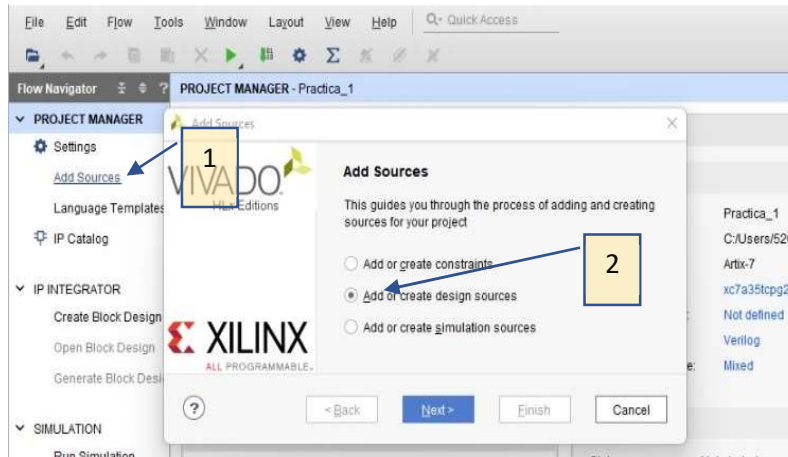 File Edit Flow Tools Window Layout View Help Q- Quick Access
Flow Navigator ? PROJECT MANAGER - Practica_1
PROJECT MANAGER
Settings
Add Sources
Language Templates
IP Catalog
IP INTEGRATOR
Create Block Design
Open Block Design
Generate Block Desi
SIMULATION
Run Simulation
Add Sources
1
VIVADO
HLx Editions
XILINX
ALL PROGRAMMABLE.
Add Sources
This guides you through the process of adding and creating
sources for your project
Add or create constraints
2
Add or create design sources
Add or create simulation sources
?
< Back Next > Finish Cancel
Practica_1
C:/Users/52
Artix-7
xc7a35tcpg2
Not defined
Verilog
e: Mixed